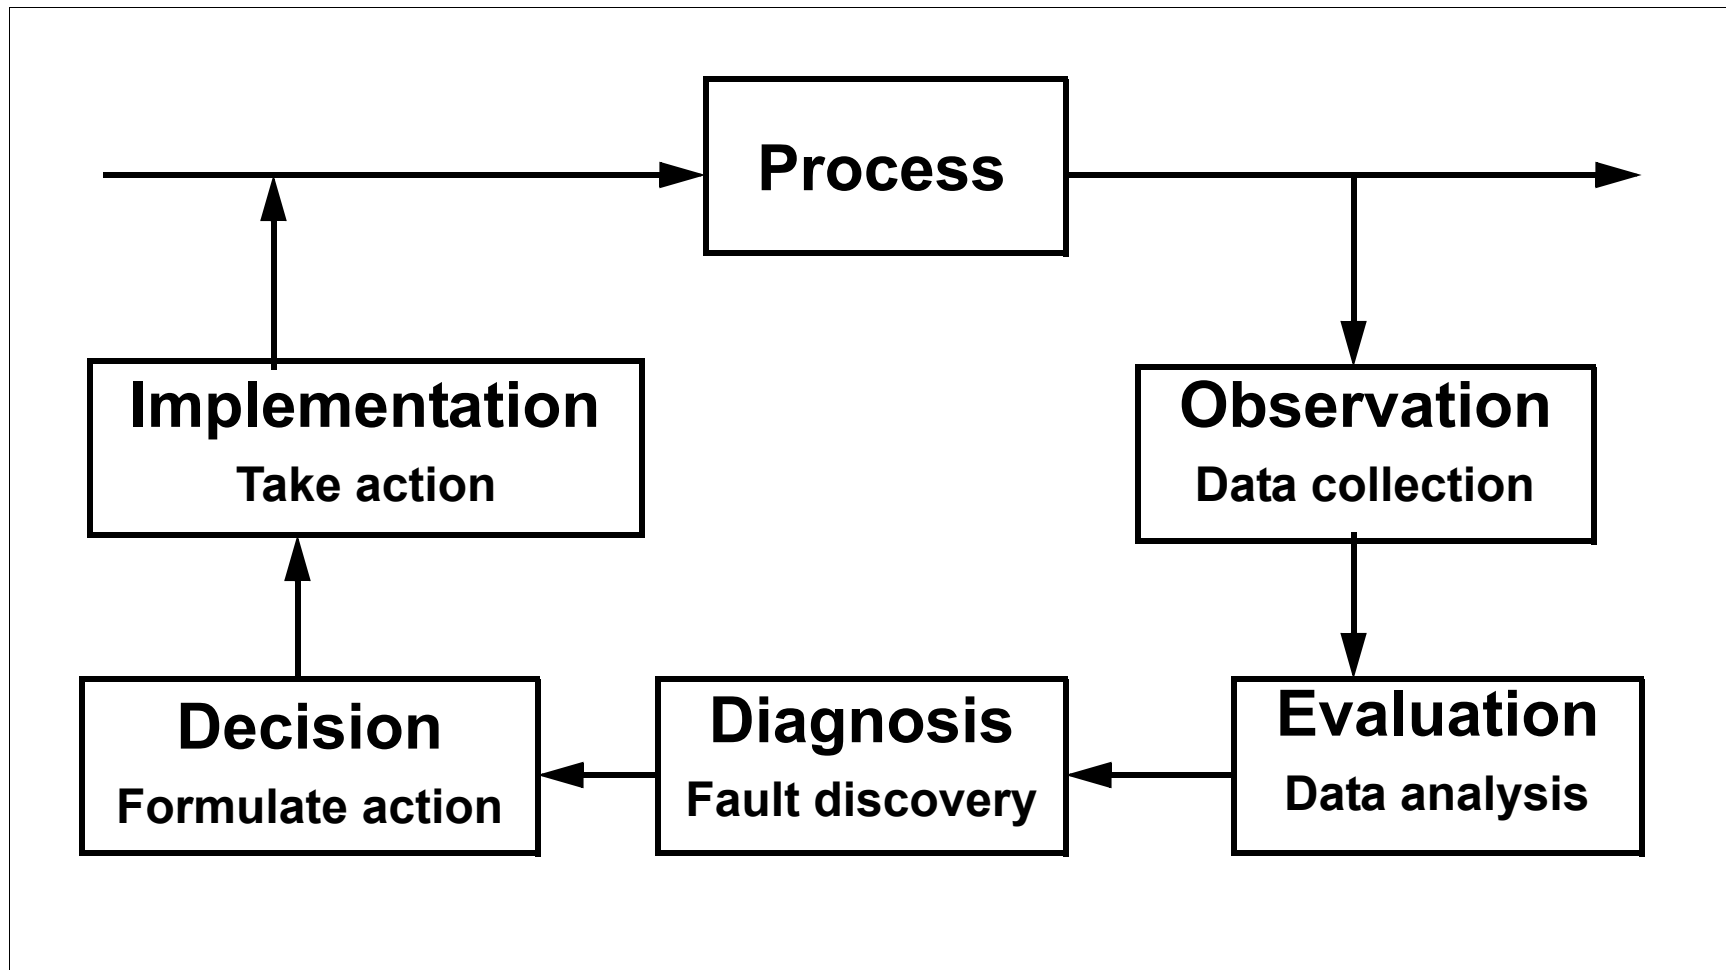 Process
Implementation
Take action
Observation
Data collection
Decision
Formulate action
Diagnosis
Fault discovery
Evaluation
Data analysis